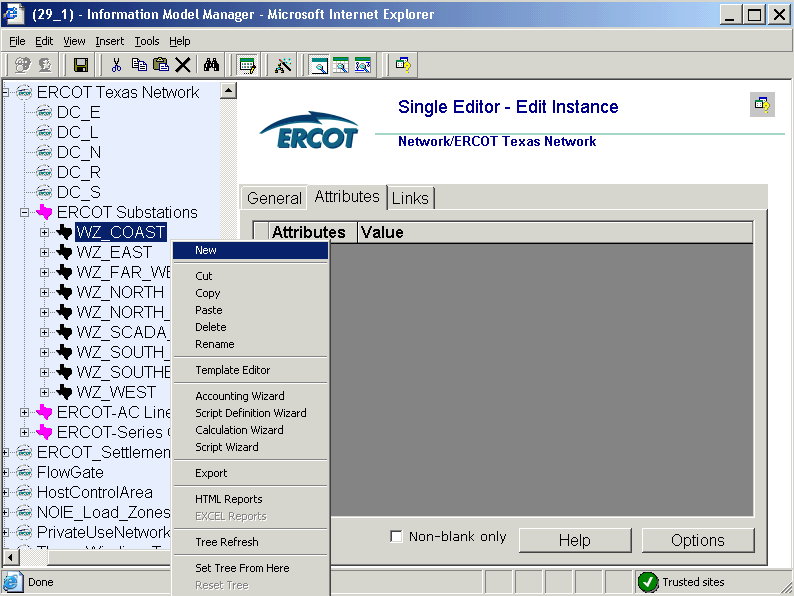 (29_1) - Information Model Manager - Microsoft Internet Explorer
File Edit View Insert Tools Help
ERCOT Texas Network
DC_E
DC_L
DC_N
DC_R
DC_S
ERCOT Substations
WZ_COAST
WZ_EAST
WZ_FAR_WE
WZ_NORTH
WZ_NORTH_
WZ_SCADA_
WZ_SOUTH_
WZ_SOUTHE
WZ_WEST
ERCOT-AC Line
ERCOT-Series
ERCOT_Settlemen
FlowGate
HostControlArea
NOIE_Load_Zones
PrivateUseNetwork
New
Cut
Copy
Paste
Delete
Rename
Template Editor
Accounting Wizard
Script Definition Wizard
Calculation Wizard
Script Wizard
Export
HTML Reports
EXCEL Reports
Tree Refresh
Set Tree From Here
Reset Tree
ERCOT
Single Editor - Edit Instance
Network/ERCOT Texas Network
General Attributes Links
Attributes Value
Non-blank only Help Options
Done Trusted sites